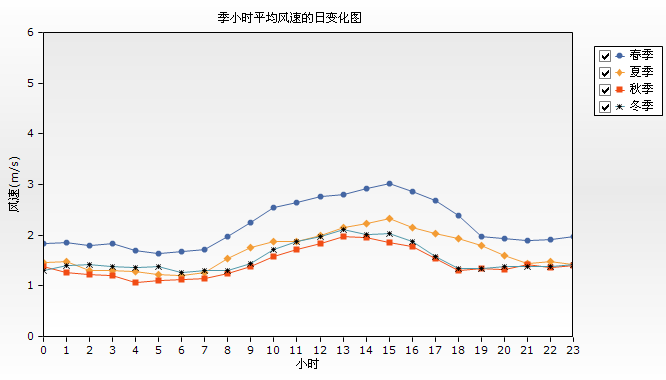 季小时平均风速的日变化图
6
5
4
3
2
1
0
风速(m/s)
0 1 2 3 4 5 6 7 8 9 10 11 12 13 14 15 16 17 18 19 20 21 22 23
小时
春季
夏季
秋季
冬季